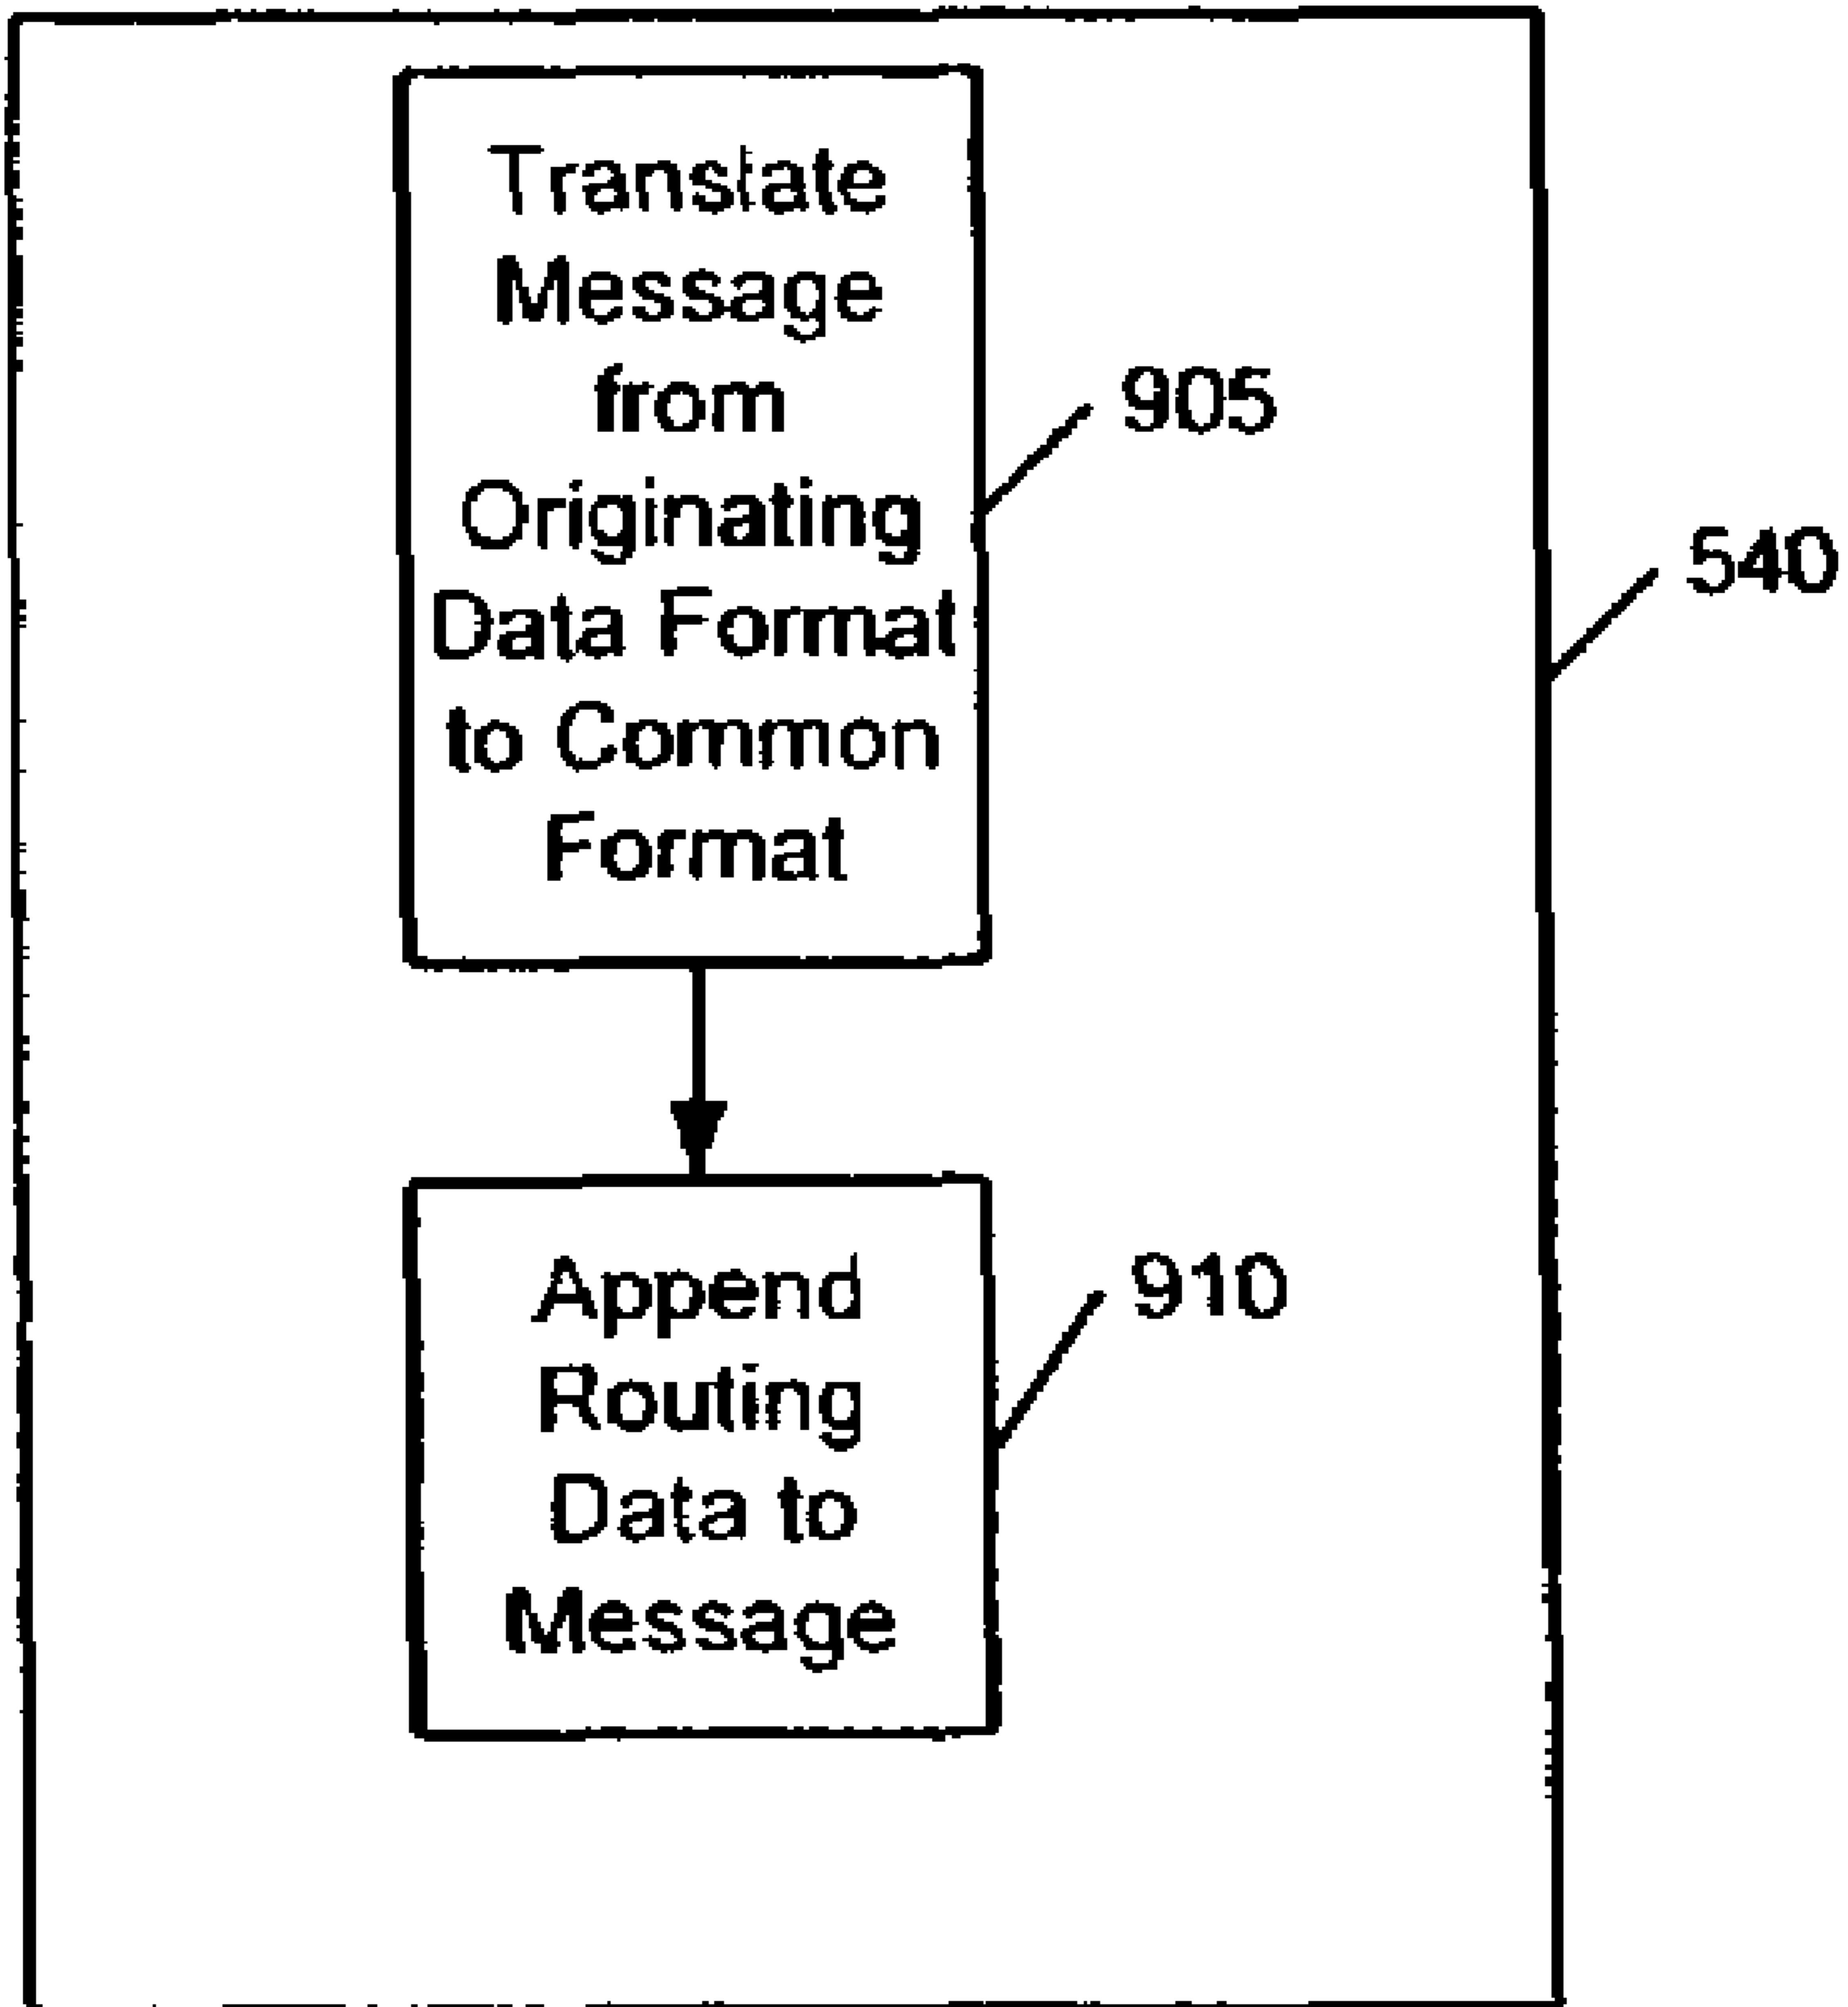 Translate
Message
from
Originating
Data Format
to Common
Format
905
540
Append
Routing
Data to
Message
910